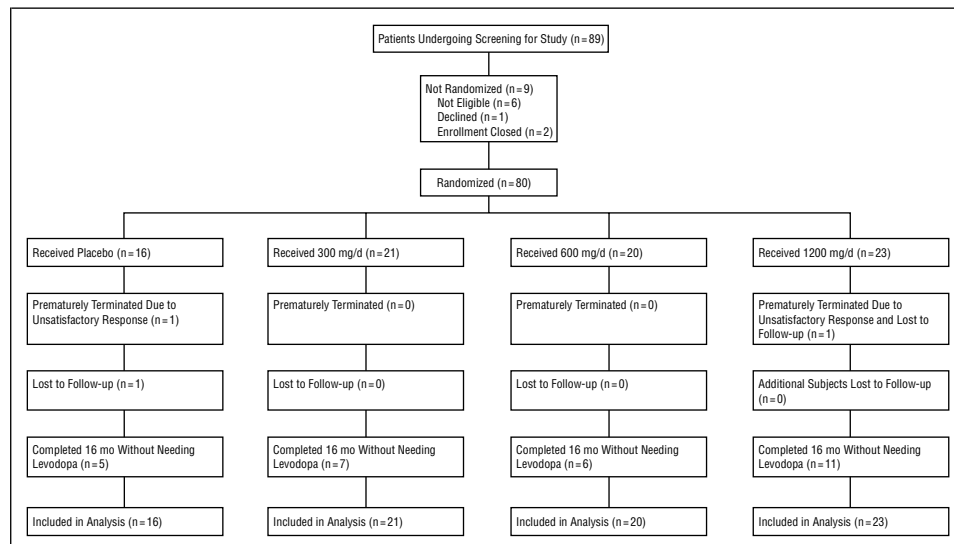 Patients Undergoing Screening for Study (n = 89)
Not Randomized (n = 9)
Not Eligible (n = 6)
Declined (n = 1)
Enrollment Closed (n = 2)
Randomized (n = 80)
Received Placebo (n = 16)
Prematurely Terminated Due to
Unsatisfactory Response (n = 1)
Lost to Follow-up (n = 1)
Completed 16 mo Without Needing
Levodopa (n = 5)
Included in Analysis (n = 16)
Received 300 mg/d (n = 21)
Prematurely Terminated (n = 0)
Lost to Follow-up (n = 0)
Completed 16 mo Without Needing
Levodopa (n = 7)
Included in Analysis (n = 21)
Received 600 mg/d (n = 20)
Prematurely Terminated (n = 0)
Lost to Follow-up (n = 0)
Completed 16 mo Without Needing
Levodopa (n = 6)
Included in Analysis (n = 20)
Received 1200 mg/d (n = 23)
Prematurely Terminated Due to
Unsatisfactory Response and Lost to
Follow-up (n = 1)
Additional Subjects Lost to Follow-up
(n = 0)
Completed 16 mo Without Needing
Levodopa (n = 11)
Included in Analysis (n = 23)